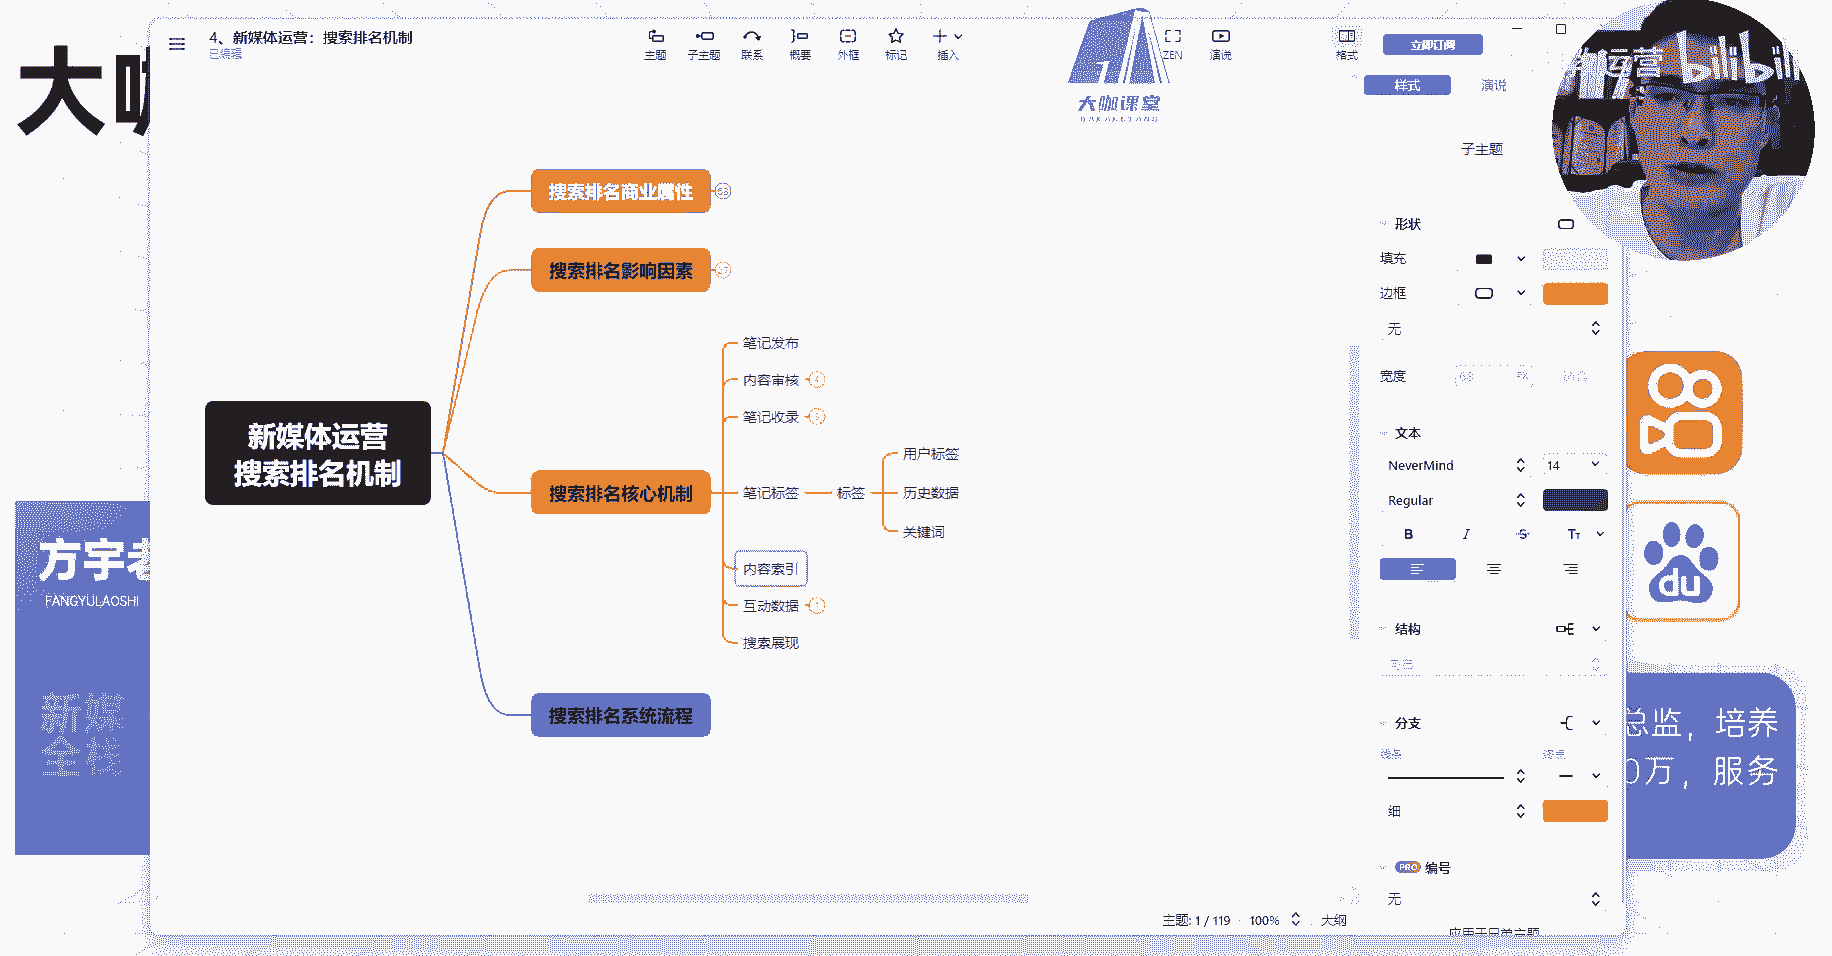 4、新媒体运营：搜索排名机制
已编辑
主题
子主题
联系
概要
外框
标记
插入
ZEN
演说
格式
立即订阅
大咖课堂
运营 bilibili
样式
演说
子主题
形状
填充
边框
无
宽度
文本
NeverMind
14
Regular
B I S Tт
结构
分支
线条
终点
细
PRO 编号
无
大
方宇老
FANGYULAOSHI
新媒
全栈
新媒体运营
搜索排名机制
搜索排名商业属性
搜索排名影响因素
搜索排名核心机制
搜索排名系统流程
笔记发布
内容审核
笔记收录
笔记标签
标签
用户标签
历史数据
关键词
内容索引
互动数据
搜索展现
du
总监，培养
0万，服务
主题: 1 / 119
100%
大纲